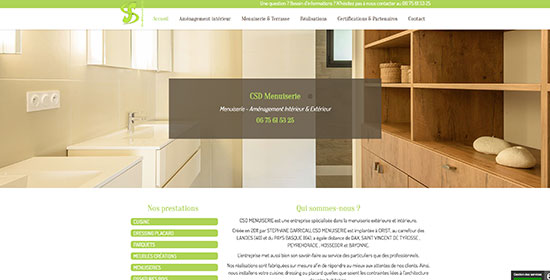 Une question ? Besoin d'informations ? N'hésitez pas à nous contacter au 06 75 61 53 25
Accueil Aménagement intérieur Menuiserie & Terrasse Réalisations Certifications & Partenaires Contact
CSD Menuiserie
Menuiserie - Aménagement Intérieur & Extérieur
06 75 61 53 25
Nos prestations
CUISINE
DRESSING PLACARD
PARQUETS
MEUBLES CRÉATIONS
MENUISERIES
Qui sommes-nous ?
CSD MENUISERIE est une entreprise spécialisée dans la menuiserie extérieure et intérieure.
Créée en 2011 par STEPHANE DARRIGAU, CSD MENUISERIE est implantée à ORIST, au carrefour des
LANDES (40) et du PAYS BASQUE (64), à égale distance de DAX, SAINT VINCENT DE TYROSSE,
PEYREHORADE, HOSSEGOR et BAYONNE.
L'entreprise met aussi bien son savoir-faire au service des particuliers que des professionnels.
Nos réalisations sont fabriquées sur mesure afin de répondre au mieux aux attentes de nos clients. Ainsi,
nous installons votre cuisine, dressing ou placard quelles que soient les contraintes liées à l'architecture
Gestion des services